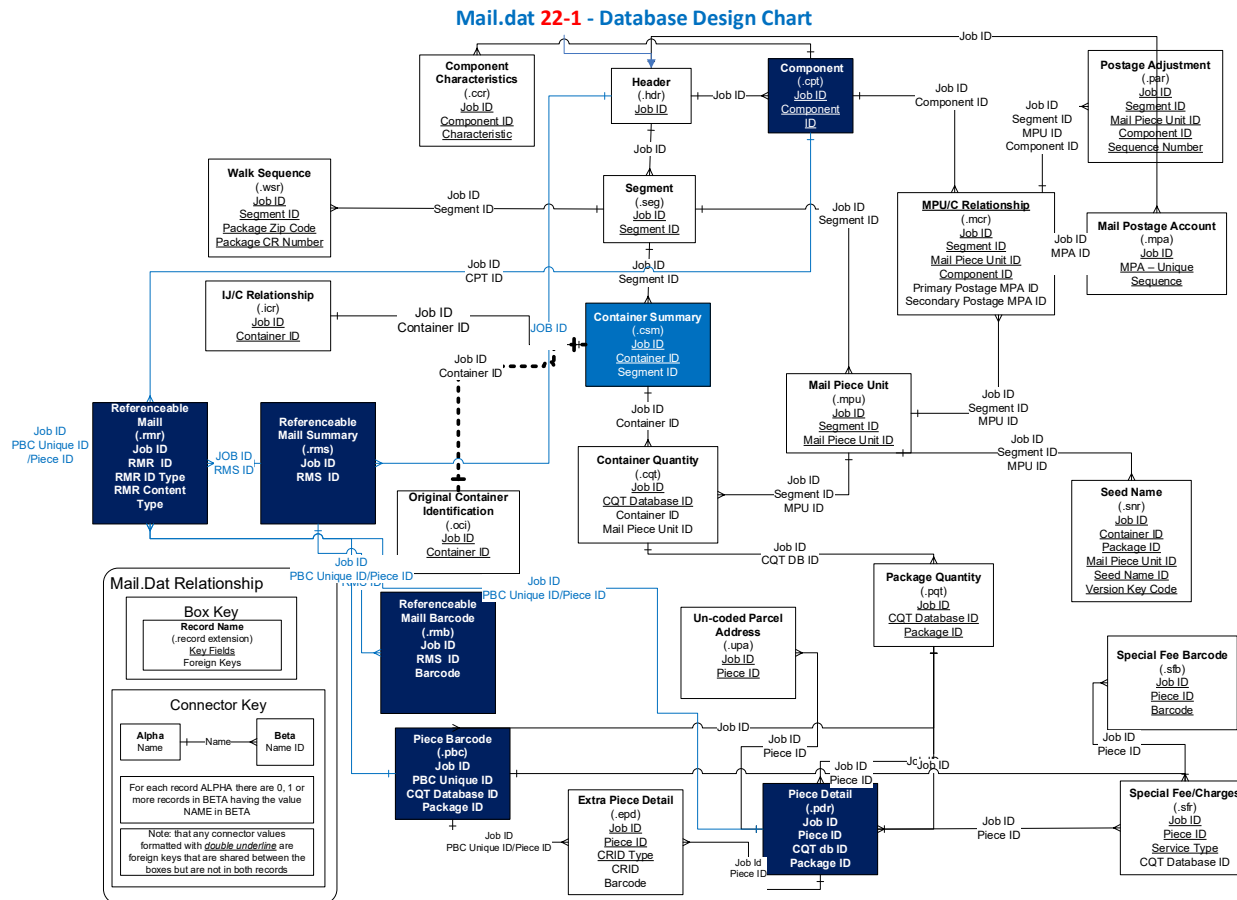 Mail.dat 22-1 - Database Design Chart
Component
Characteristics
(.ccr)
Job ID
Component ID
Characteristic
Header
(.hdr)
Job ID
Job ID
Component
(.cpt)
Job ID
Component
ID
Job ID
Job ID
Component ID
Job ID
Segment ID
MPU ID
Component ID
Postage Adjustment
(.par)
Job ID
Segment ID
Mail Piece Unit ID
Component ID
Sequence Number
Job ID
Walk Sequence
(.wsr)
Job ID
Segment ID
Package Zip Code
Package CR Number
Job ID
Segment ID
Segment
(.seg)
Job ID
Segment ID
Job ID
Segment ID
MPU/C Relationship
(.mcr)
Job ID
Segment ID
Mail Piece Unit ID
Component ID
Primary Postage MPA ID
Secondary Postage MPA ID
Job ID
MPA ID
Mail Postage Account
(.mpa)
Job ID
MPA – Unique
Sequence
Job ID
CPT ID
Job ID
Segment ID
IJ/C Relationship
(.icr)
Job ID
Container ID
Job ID
Container ID
JOB ID
Container Summary
(.csm)
Job ID
Container ID
Segment ID
Job ID
Container ID
Job ID
Container ID
Mail Piece Unit
(.mpu)
Job ID
Segment ID
Mail Piece Unit ID
Job ID
Segment ID
MPU ID
Job ID
Segment ID
MPU ID
Job ID
PBC Unique ID
/Piece ID
Referenceable
Maill
(.rmr)
Job ID
RMR ID
RMR ID Type
RMR Content
Type
JOB ID
RMS ID
Referenceable
Maill Summary
(.rms)
Job ID
RMS ID
Original Container
Identification
(.oci)
Job ID
Container ID
Container Quantity
(.cqt)
Job ID
CQT Database ID
Container ID
Mail Piece Unit ID
Job ID
Segment ID
MPU ID
Seed Name
(.snr)
Job ID
Container ID
Package ID
Mail Piece Unit ID
Seed Name ID
Version Key Code
Job ID
CQT DB ID
Job ID
PBC Unique ID/Piece ID
RMS ID
Job ID
PBC Unique ID/Piece ID
Package Quantity
(.pqt)
Job ID
CQT Database ID
Package ID
Referenceable
Maill Barcode
(.rmb)
Job ID
RMS ID
Barcode
Un-coded Parcel
Address
(.upa)
Job ID
Piece ID
Special Fee Barcode
(.sfb)
Job ID
Piece ID
Barcode
Mail.Dat Relationship
Box Key
Record Name
(.record extension)
Key Fields
Foreign Keys
Connector Key
Alpha
Name
Name
Beta
Name ID
For each record ALPHA there are 0, 1 or
more records in BETA having the value
NAME in BETA
Note: that any connector values
formatted with double underline are
foreign keys that are shared between the
boxes but are not in both records
Piece Barcode
(.pbc)
Job ID
PBC Unique ID
CQT Database ID
Package ID
Job ID
Job ID
Piece ID
Job ID
Piece ID
Job ID
Job ID
Piece ID
Job ID
PBC Unique ID/Piece ID
Extra Piece Detail
(.epd)
Job ID
Piece ID
CRID Type
CRID
Barcode
Job Id
Piece ID
Piece Detail
(.pdr)
Job ID
Piece ID
CQT db ID
Package ID
Job ID
Piece ID
Special Fee/Charges
(.sfr)
Job ID
Piece ID
Service Type
CQT Database ID